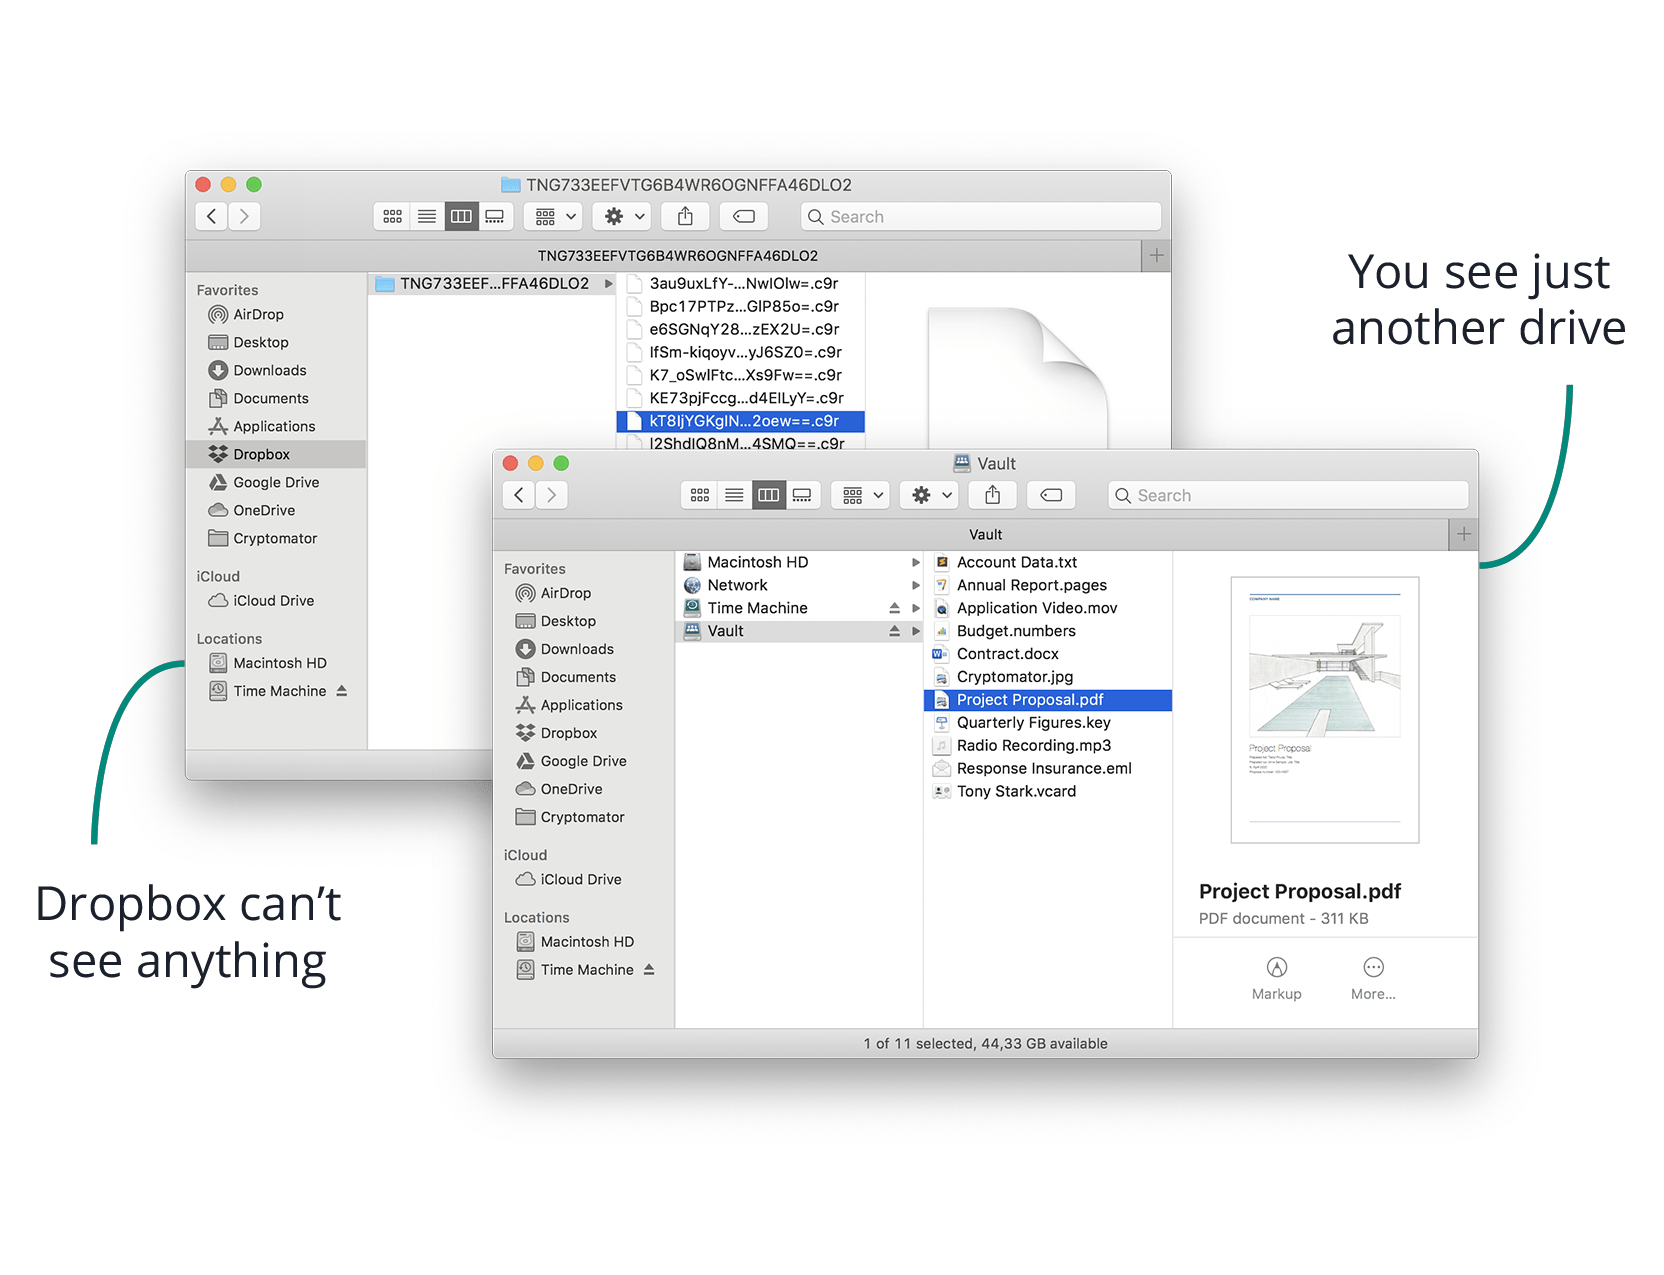 TNG733EEFVTG6B4WR6OGNFFA46DLO2
Search
TNG733EEFVTG6B4WR6OGNFFA46DLO2
Favorites
AirDrop
Desktop
Downloads
Documents
Applications
Dropbox
Google Drive
OneDrive
Cryptomator
iCloud
iCloud Drive
Locations
Macintosh HD
Time Machine
TNG733EEF...FFA46DLO2
3au9uxLfY-...NwIOIw=.c9r
Bpc17PTPz...GIP85o=.c9r
e6SGNqY28...zEX2U=.c9r
IfSm-kiqoyv...yJ6SZ0=.c9r
K7_oSwIFtc...Xs9Fw==.c9r
KE73pjFccg...d4EILyY=.c9r
kT8IjYGKgIN...2oew==.c9r
I2ShdIQ8nM...4SMQ==.c9r
You see just
another drive
Dropbox can't
see anything
Vault
Search
Vault
Favorites
AirDrop
Desktop
Downloads
Documents
Applications
Dropbox
Google Drive
OneDrive
Cryptomator
iCloud
iCloud Drive
Locations
Macintosh HD
Time Machine
Macintosh HD
Network
Time Machine
Vault
Account Data.txt
Annual Report.pages
Application Video.mov
Budget.numbers
Contract.docx
Cryptomator.jpg
Project Proposal.pdf
Quarterly Figures.key
Radio Recording.mp3
Response Insurance.eml
Tony Stark.vcard
COMPANY NAME
Project Proposal
Project Proposal.pdf
PDF document - 311 KB
Markup
More...
1 of 11 selected, 44,33 GB available